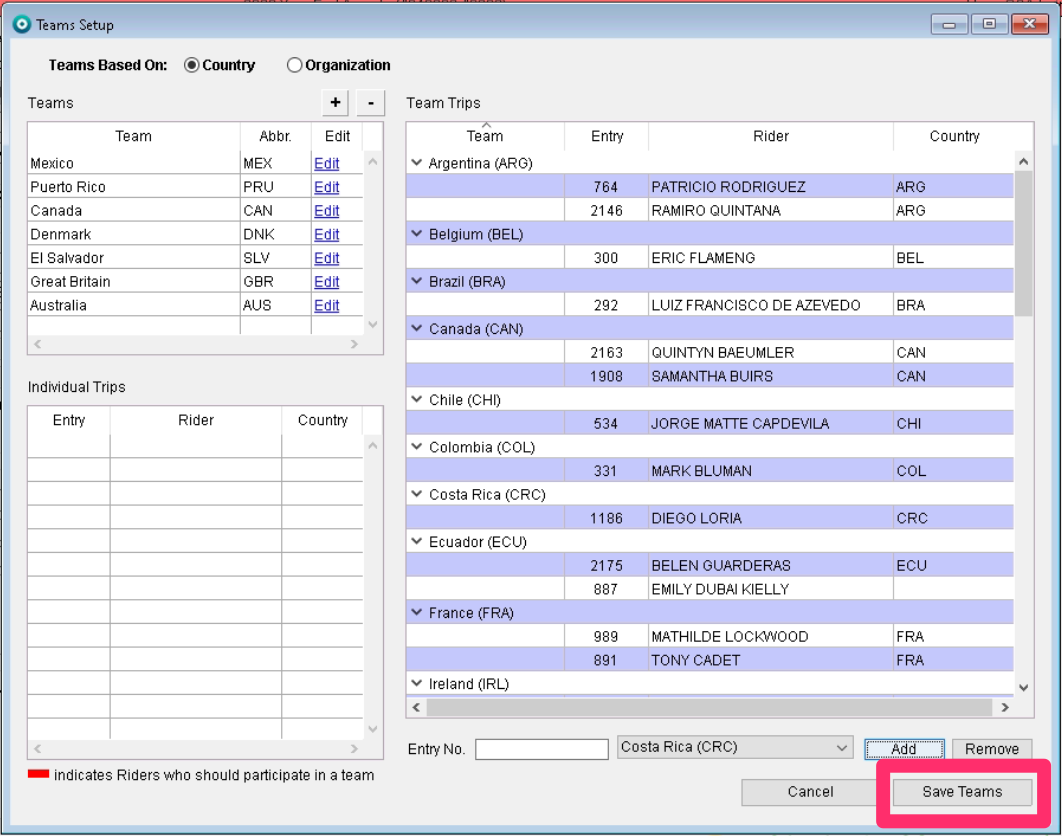 Teams Setup
Teams Based On: Country Organization
Teams + -
Team Abbr. Edit
Mexico MEX Edit
Puerto Rico PRU Edit
Canada CAN Edit
Denmark DNK Edit
El Salvador SLV Edit
Great Britain GBR Edit
Australia AUS Edit
Individual Trips
Entry Rider Country
indicates Riders who should participate in a team
Team Trips
Team Entry Rider Country
Argentina (ARG)
764 PATRICIO RODRIGUEZ ARG
2146 RAMIRO QUINTANA ARG
Belgium (BEL)
300 ERIC FLAMENG BEL
Brazil (BRA)
292 LUIZ FRANCISCO DE AZEVEDO BRA
Canada (CAN)
2163 QUINTYN BAEUMLER CAN
1908 SAMANTHA BUIRS CAN
Chile (CHI)
534 JORGE MATTE CAPDEVILA CHI
Colombia (COL)
331 MARK BLUMAN COL
Costa Rica (CRC)
1186 DIEGO LORIA CRC
Ecuador (ECU)
2175 BELEN GUARDERAS ECU
887 EMILY DUBAI KIELLY
France (FRA)
989 MATHILDE LOCKWOOD FRA
891 TONY CADET FRA
Ireland (IRL)
Entry No. Costa Rica (CRC) Add Remove
Cancel Save Teams